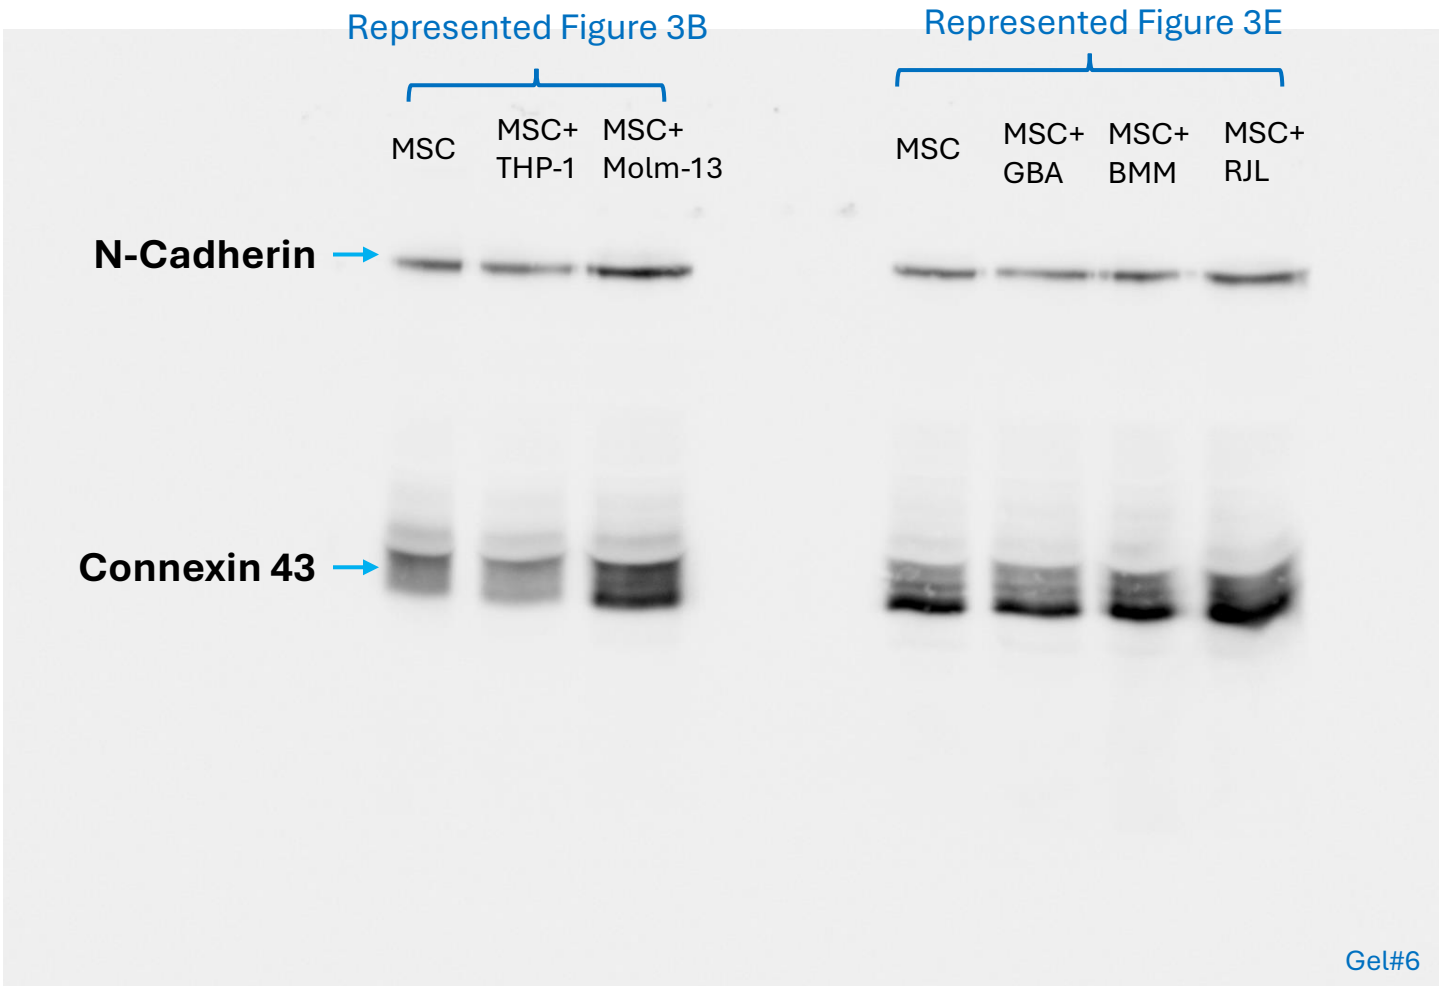 Represented Figure 3B
Represented Figure 3E
MSC
MSC+
THP-1
MSC+
Molm-13
MSC
MSC+
GBA
MSC+
BMM
MSC+
RJL
N-Cadherin
Connexin 43
Gel#6